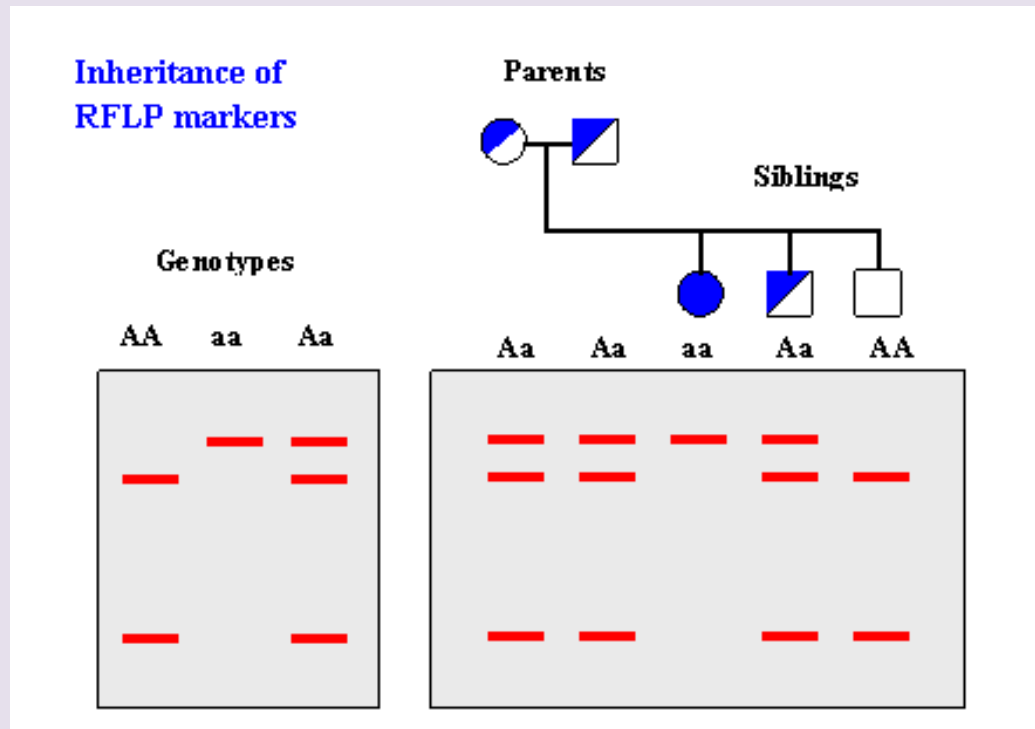 Inheritance of
RFLP markers
Parents
Siblings
Genotypes
AA aa Aa
Aa Aa aa Aa AA